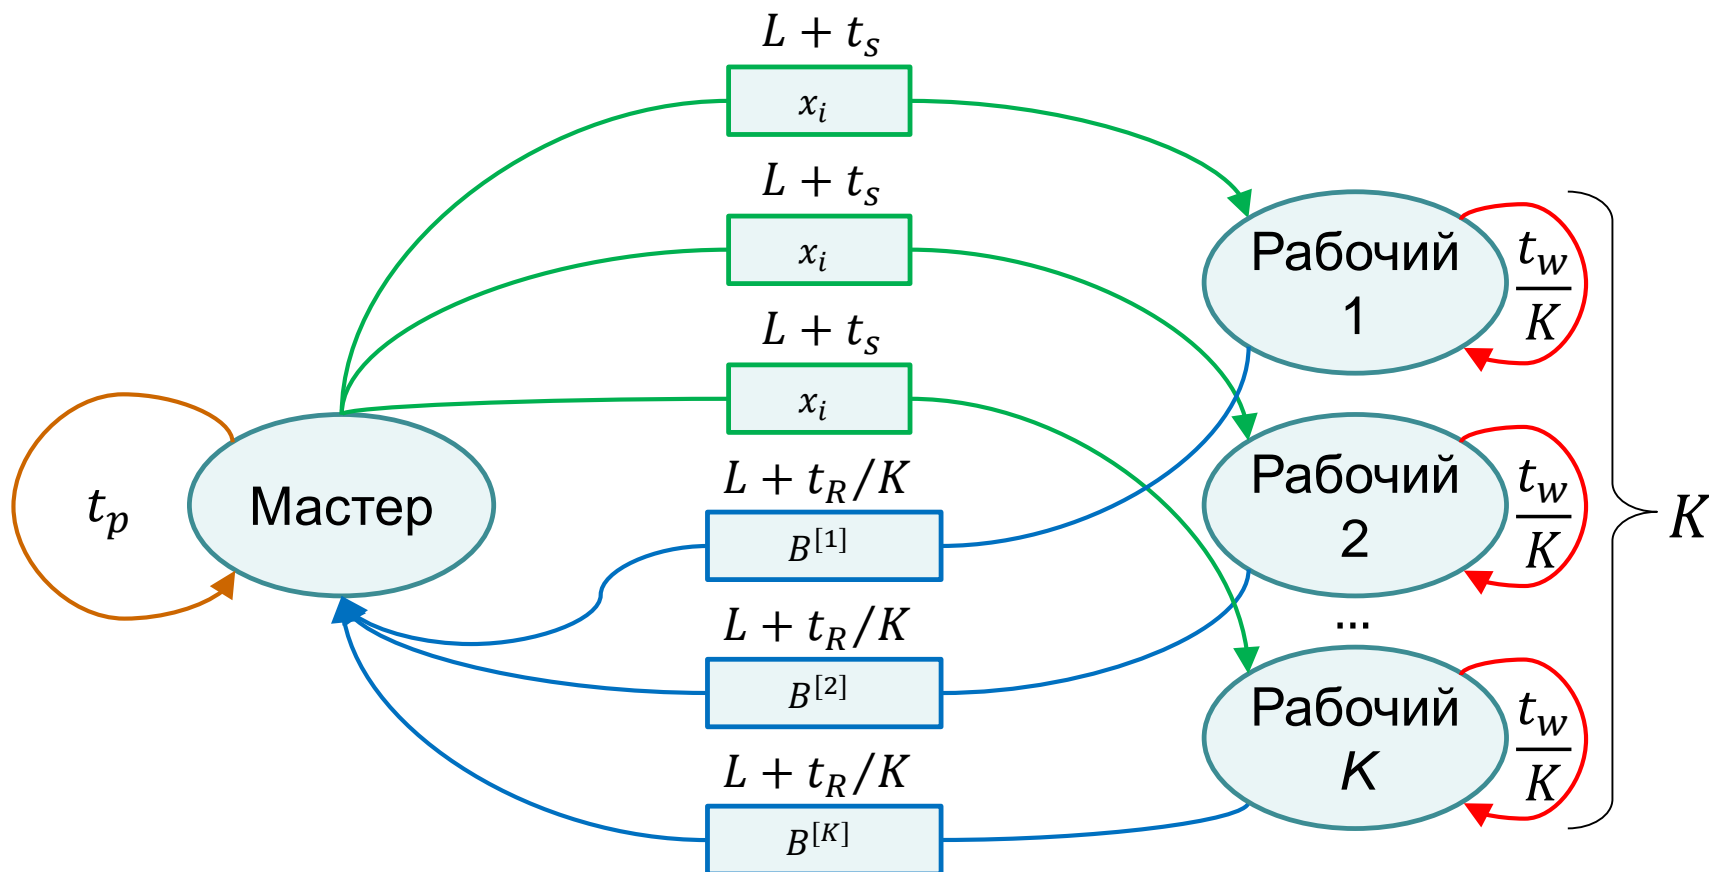 L + t_s
x_i
L + t_s
x_i
L + t_s
x_i
L + t_R/K
B^{[1]}
L + t_R/K
B^{[2]}
L + t_R/K
B^{[K]}
t_p
Мастер
Рабочий
1
t_w
K
Рабочий
2
t_w
K
...
Рабочий
K
t_w
K
K